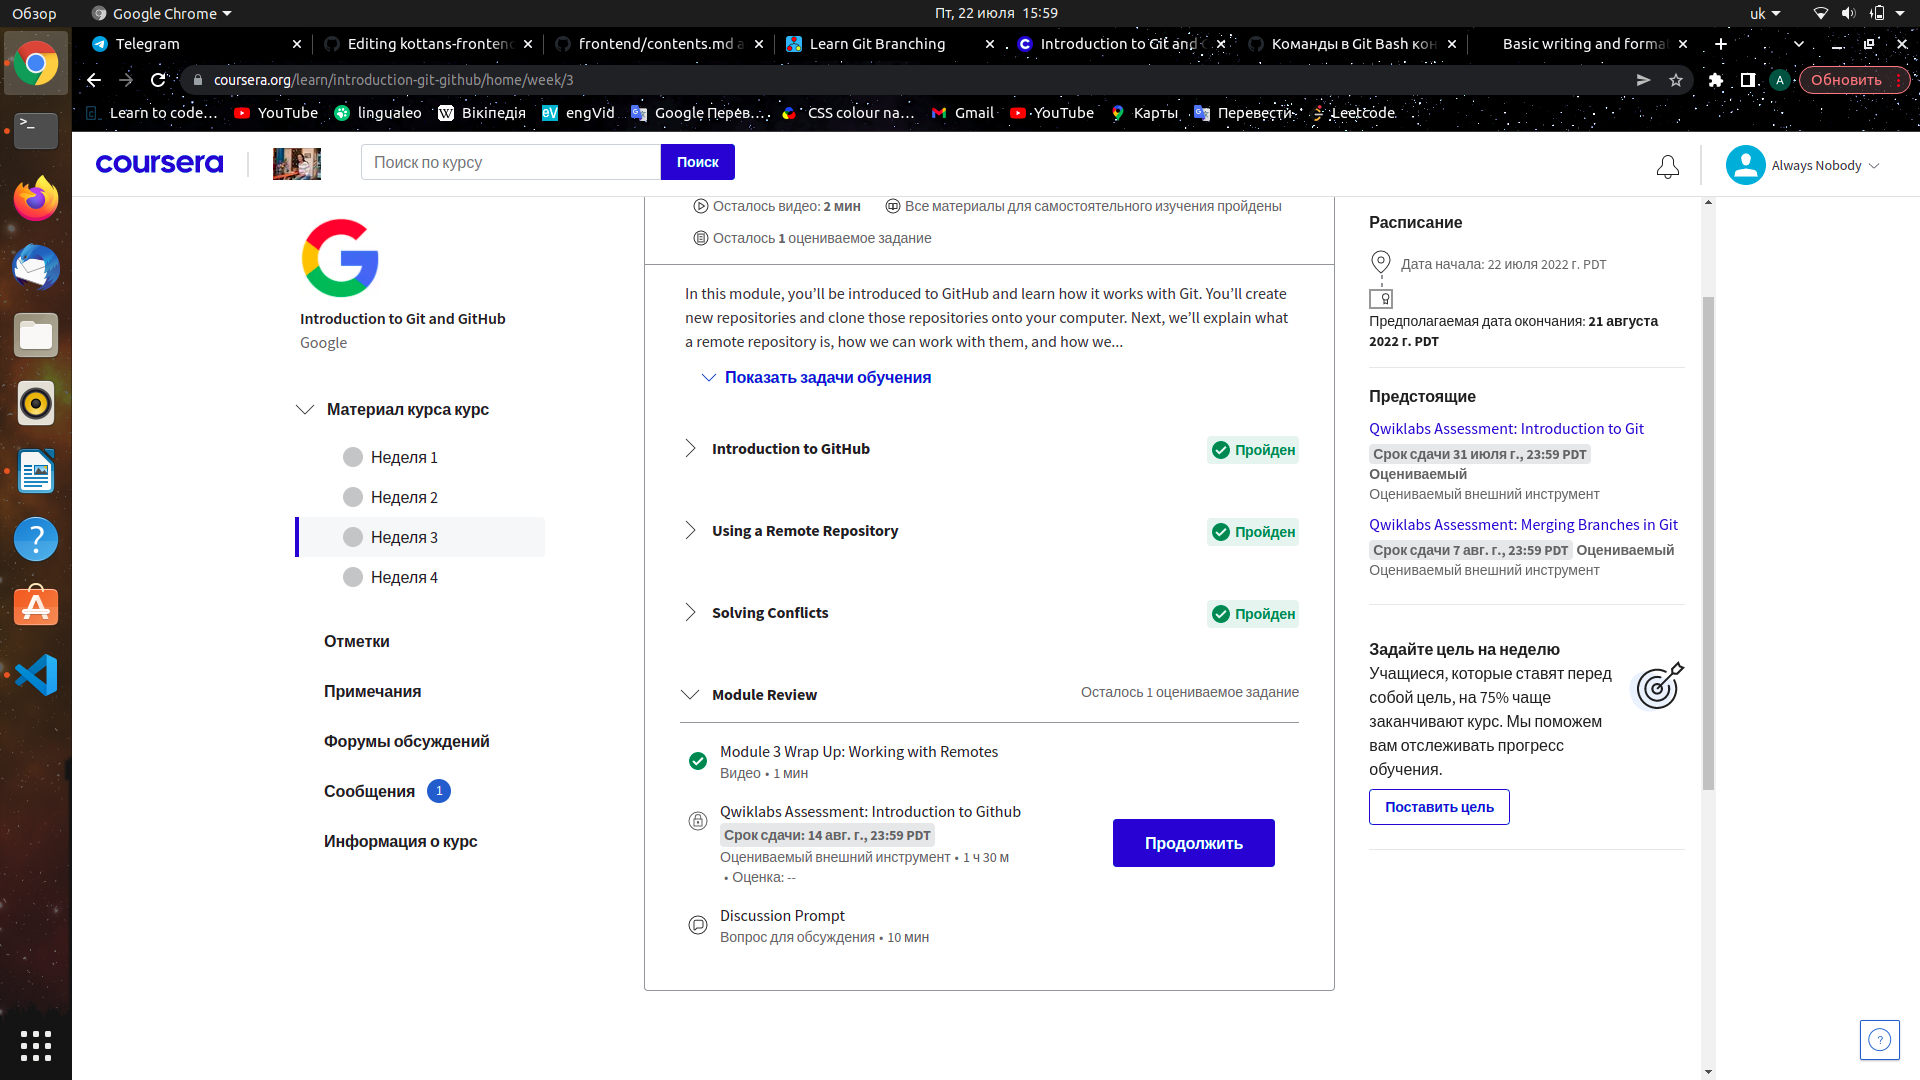 Обзор
Google Chrome
Пт, 22 июля 15:59
uk
Telegram
Editing kottans-frontenc
frontend/contents.md a
Learn Git Branching
Introduction to Git and
Команды в Git Bash кон
Basic writing and format
coursera.org/learn/introduction-git-github/home/week/3
A
Обновить
Learn to code...
YouTube
lingualeo
Вікіпедія
engVid
Google Перев...
CSS colour na...
Gmail
YouTube
Карты
Перевести
Leetcode
coursera
Поиск по курсу
Поиск
Always Nobody
Introduction to Git and GitHub
Google
Материал курса курс
Неделя 1
Неделя 2
Неделя 3
Неделя 4
Отметки
Примечания
Форумы обсуждений
Сообщения 1
Информация о курс
Осталось видео: 2 мин
Все материалы для самостоятельного изучения пройдены
Осталось 1 оцениваемое задание
In this module, you’ll be introduced to GitHub and learn how it works with Git. You’ll create
new repositories and clone those repositories onto your computer. Next, we’ll explain what
a remote repository is, how we can work with them, and how we...
Показать задачи обучения
Introduction to GitHub
Пройден
Using a Remote Repository
Пройден
Solving Conflicts
Пройден
Module Review
Осталось 1 оцениваемое задание
Module 3 Wrap Up: Working with Remotes
Видео • 1 мин
Qwiklabs Assessment: Introduction to Github
Срок сдачи: 14 авг. г., 23:59 PDT
Оцениваемый внешний инструмент • 1 ч 30 м
• Оценка: --
Продолжить
Discussion Prompt
Вопрос для обсуждения • 10 мин
Расписание
Дата начала: 22 июля 2022 г. PDT
Предполагаемая дата окончания: 21 августа
2022 г. PDT
Предстоящие
Qwiklabs Assessment: Introduction to Git
Срок сдачи 31 июля г., 23:59 PDT
Оцениваемый
Оцениваемый внешний инструмент
Qwiklabs Assessment: Merging Branches in Git
Срок сдачи 7 авг. г., 23:59 PDT Оцениваемый
Оцениваемый внешний инструмент
Задайте цель на неделю
Учащиеся, которые ставят перед
собой цель, на 75% чаще
заканчивают курс. Мы поможем
вам отслеживать прогресс
обучения.
Поставить цель